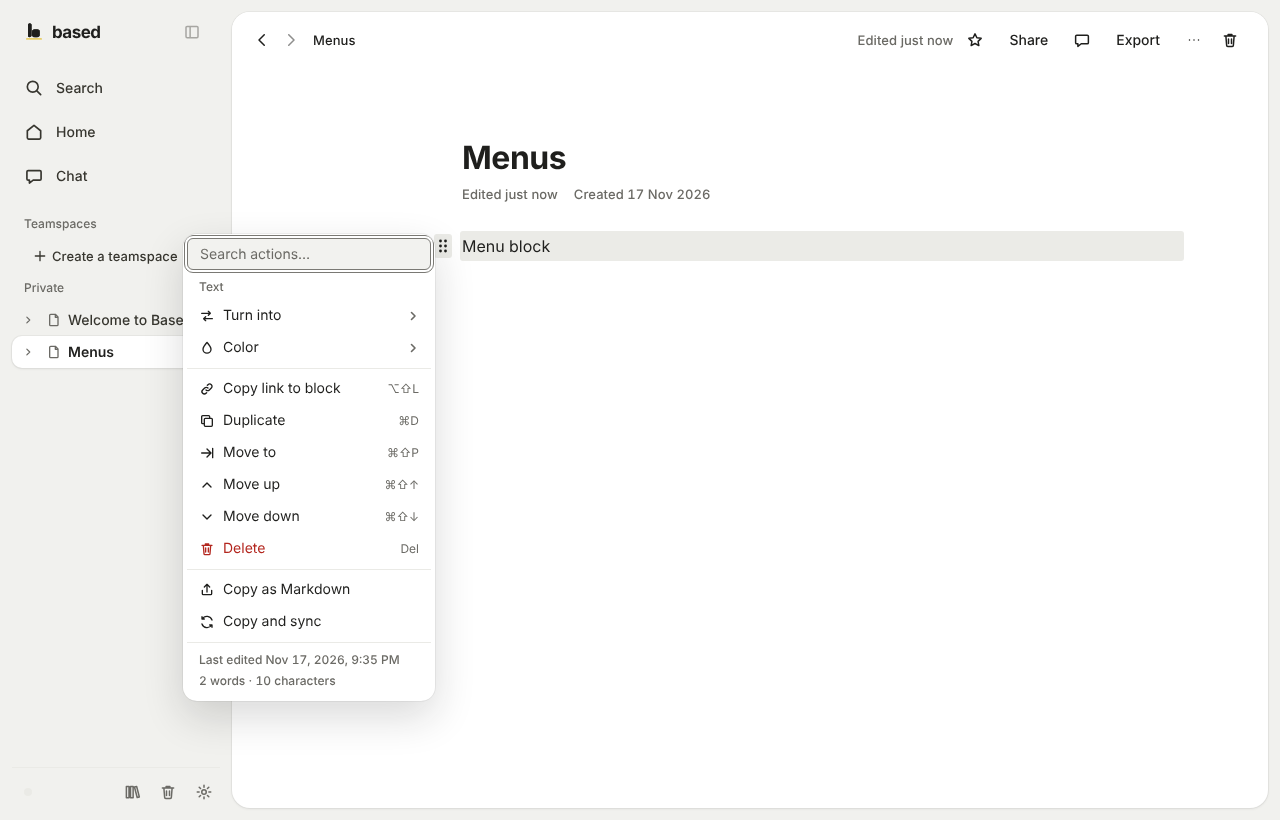 based
Menus
Edited just now
Share
Export
Search
Home
Chat
Teamspaces
Create a teamspace
Private
Welcome to Base
Menus
Menus
Edited just now Created 17 Nov 2026
Menu block
Search actions...
Text
Turn into
Color
Copy link to block ⌥⇧L
Duplicate ⌘D
Move to ⌘⇧P
Move up ⌘⇧↑
Move down ⌘⇧↓
Delete Del
Copy as Markdown
Copy and sync
Last edited Nov 17, 2026, 9:35 PM
2 words · 10 characters